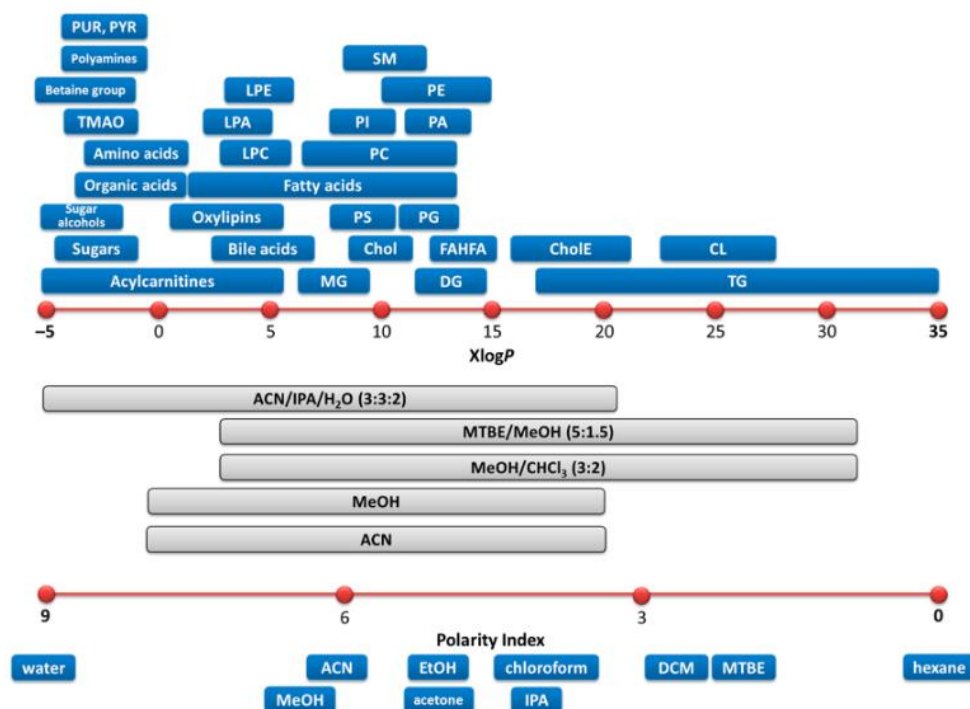 PUR, PYR
Polyamines
SM
Betaine group
LPE
PE
TMAO
LPA
PI
PA
Amino acids
LPC
PC
Organic acids
Fatty acids
Sugar
alcohols
Oxylipins
PS
PG
Sugars
Bile acids
Chol
FAHFA
CholE
CL
Acylcarnitines
MG
DG
TG
–5 0 5 10 15 20 25 30 35
XlogP
ACN/IPA/H₂O (3:3:2)
MTBE/MeOH (5:1.5)
MeOH/CHCl₃ (3:2)
MeOH
ACN
9 6 3 0
Polarity Index
water
ACN
EtOH
chloroform
DCM
MTBE
hexane
MeOH
acetone
IPA